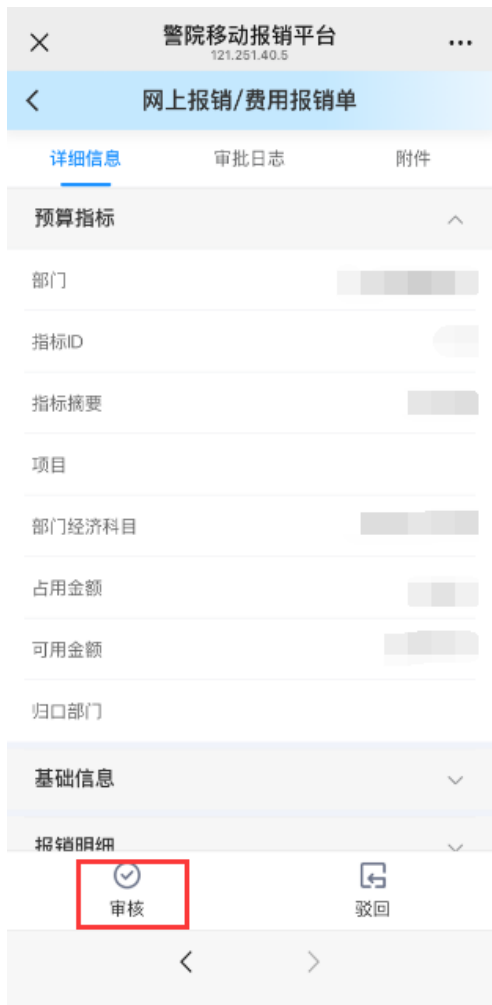 警院移动报销平台
121.251.40.5
网上报销/费用报销单
详细信息 审批日志 附件
预算指标
部门
指标ID
指标摘要
项目
部门经济科目
占用金额
可用金额
归口部门
基础信息
报销明细
审核 驳回